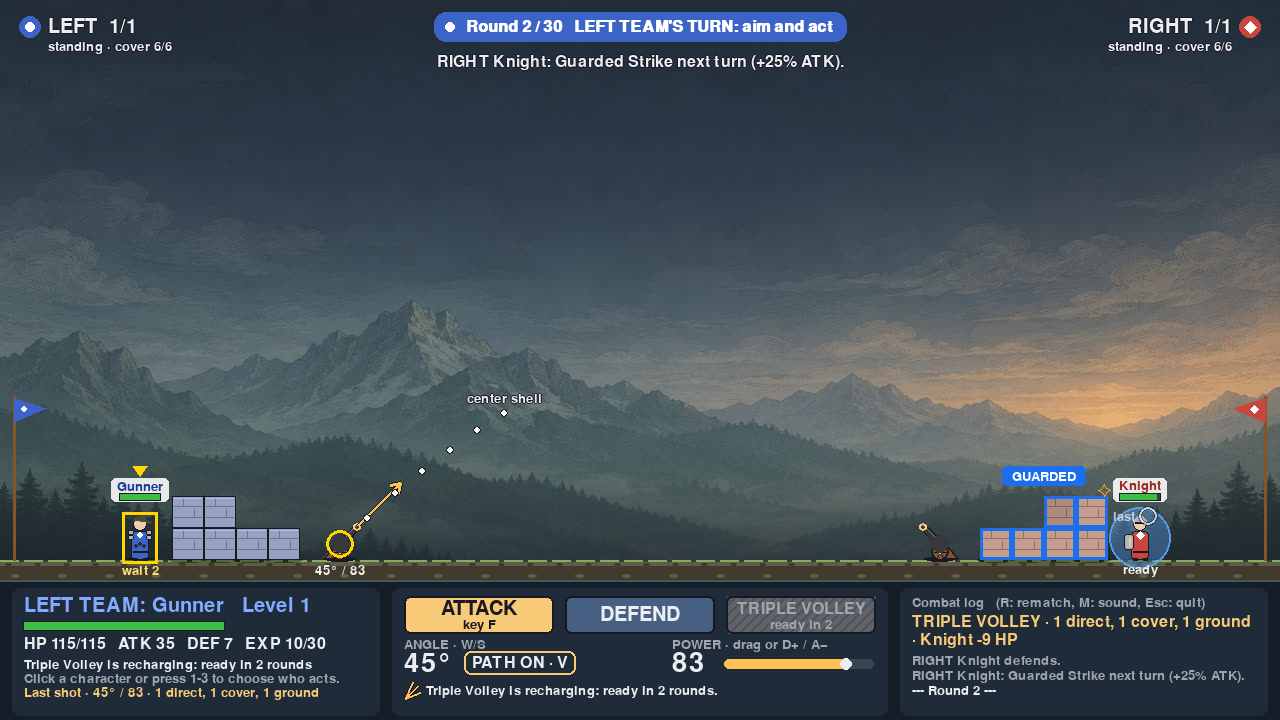 LEFT 1/1
standing · cover 6/6
Round 2 / 30 LEFT TEAM'S TURN: aim and act
RIGHT Knight: Guarded Strike next turn (+25% ATK).
RIGHT 1/1
standing · cover 6/6
center shell
Gunner
wait 2
45° / 83
GUARDED
Knight
last
ready
LEFT TEAM: Gunner Level 1
HP 115/115 ATK 35 DEF 7 EXP 10/30
Triple Volley is recharging: ready in 2 rounds
Click a character or press 1-3 to choose who acts.
Last shot · 45° / 83 · 1 direct, 1 cover, 1 ground
ATTACK
key F
DEFEND
TRIPLE VOLLEY
ready in 2
ANGLE · W/S
POWER · drag or D+ / A–
45° PATH ON · V
83
Triple Volley is recharging: ready in 2 rounds.
Combat log (R: rematch, M: sound, Esc: quit)
TRIPLE VOLLEY · 1 direct, 1 cover, 1 ground
· Knight -9 HP
RIGHT Knight defends.
RIGHT Knight: Guarded Strike next turn (+25% ATK).
--- Round 2 ---